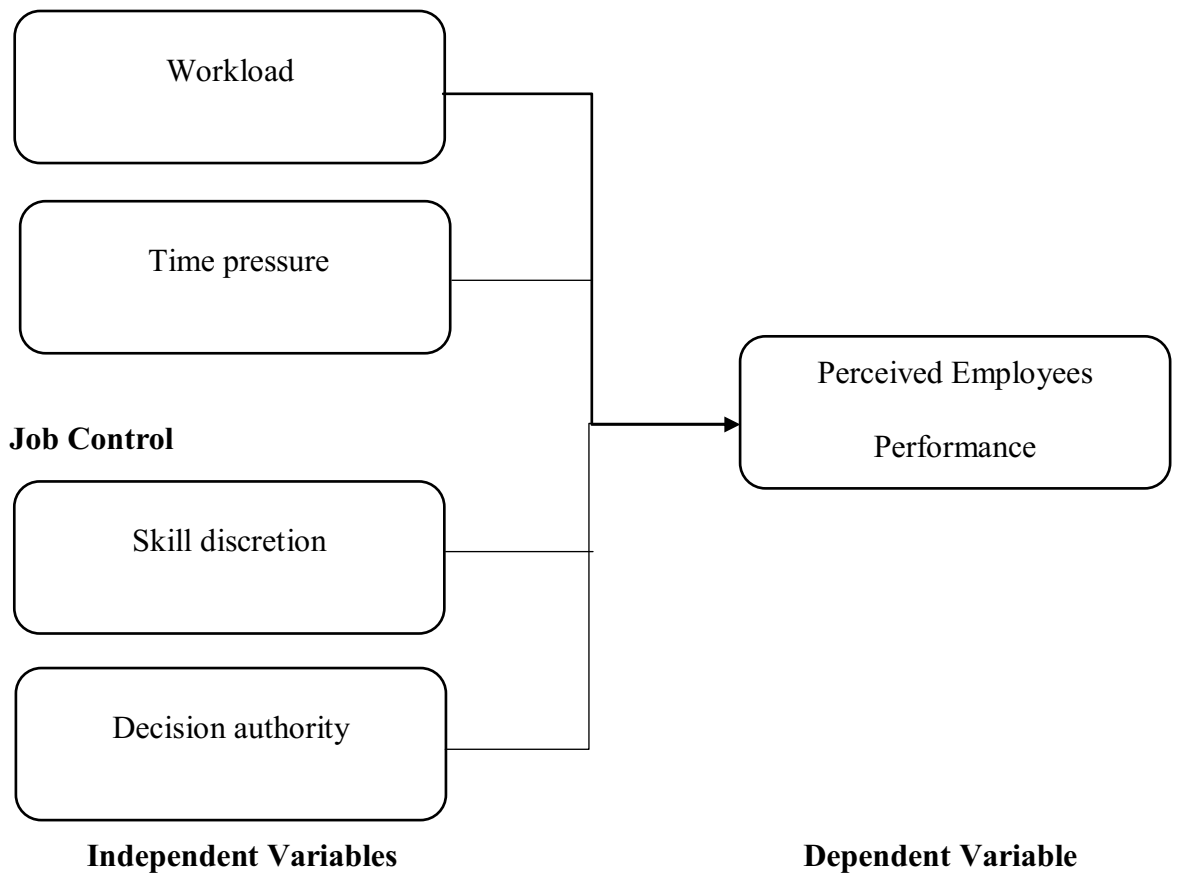 Workload
Time pressure
Job Control
Skill discretion
Decision authority
Independent Variables
Perceived Employees
Performance
Dependent Variable